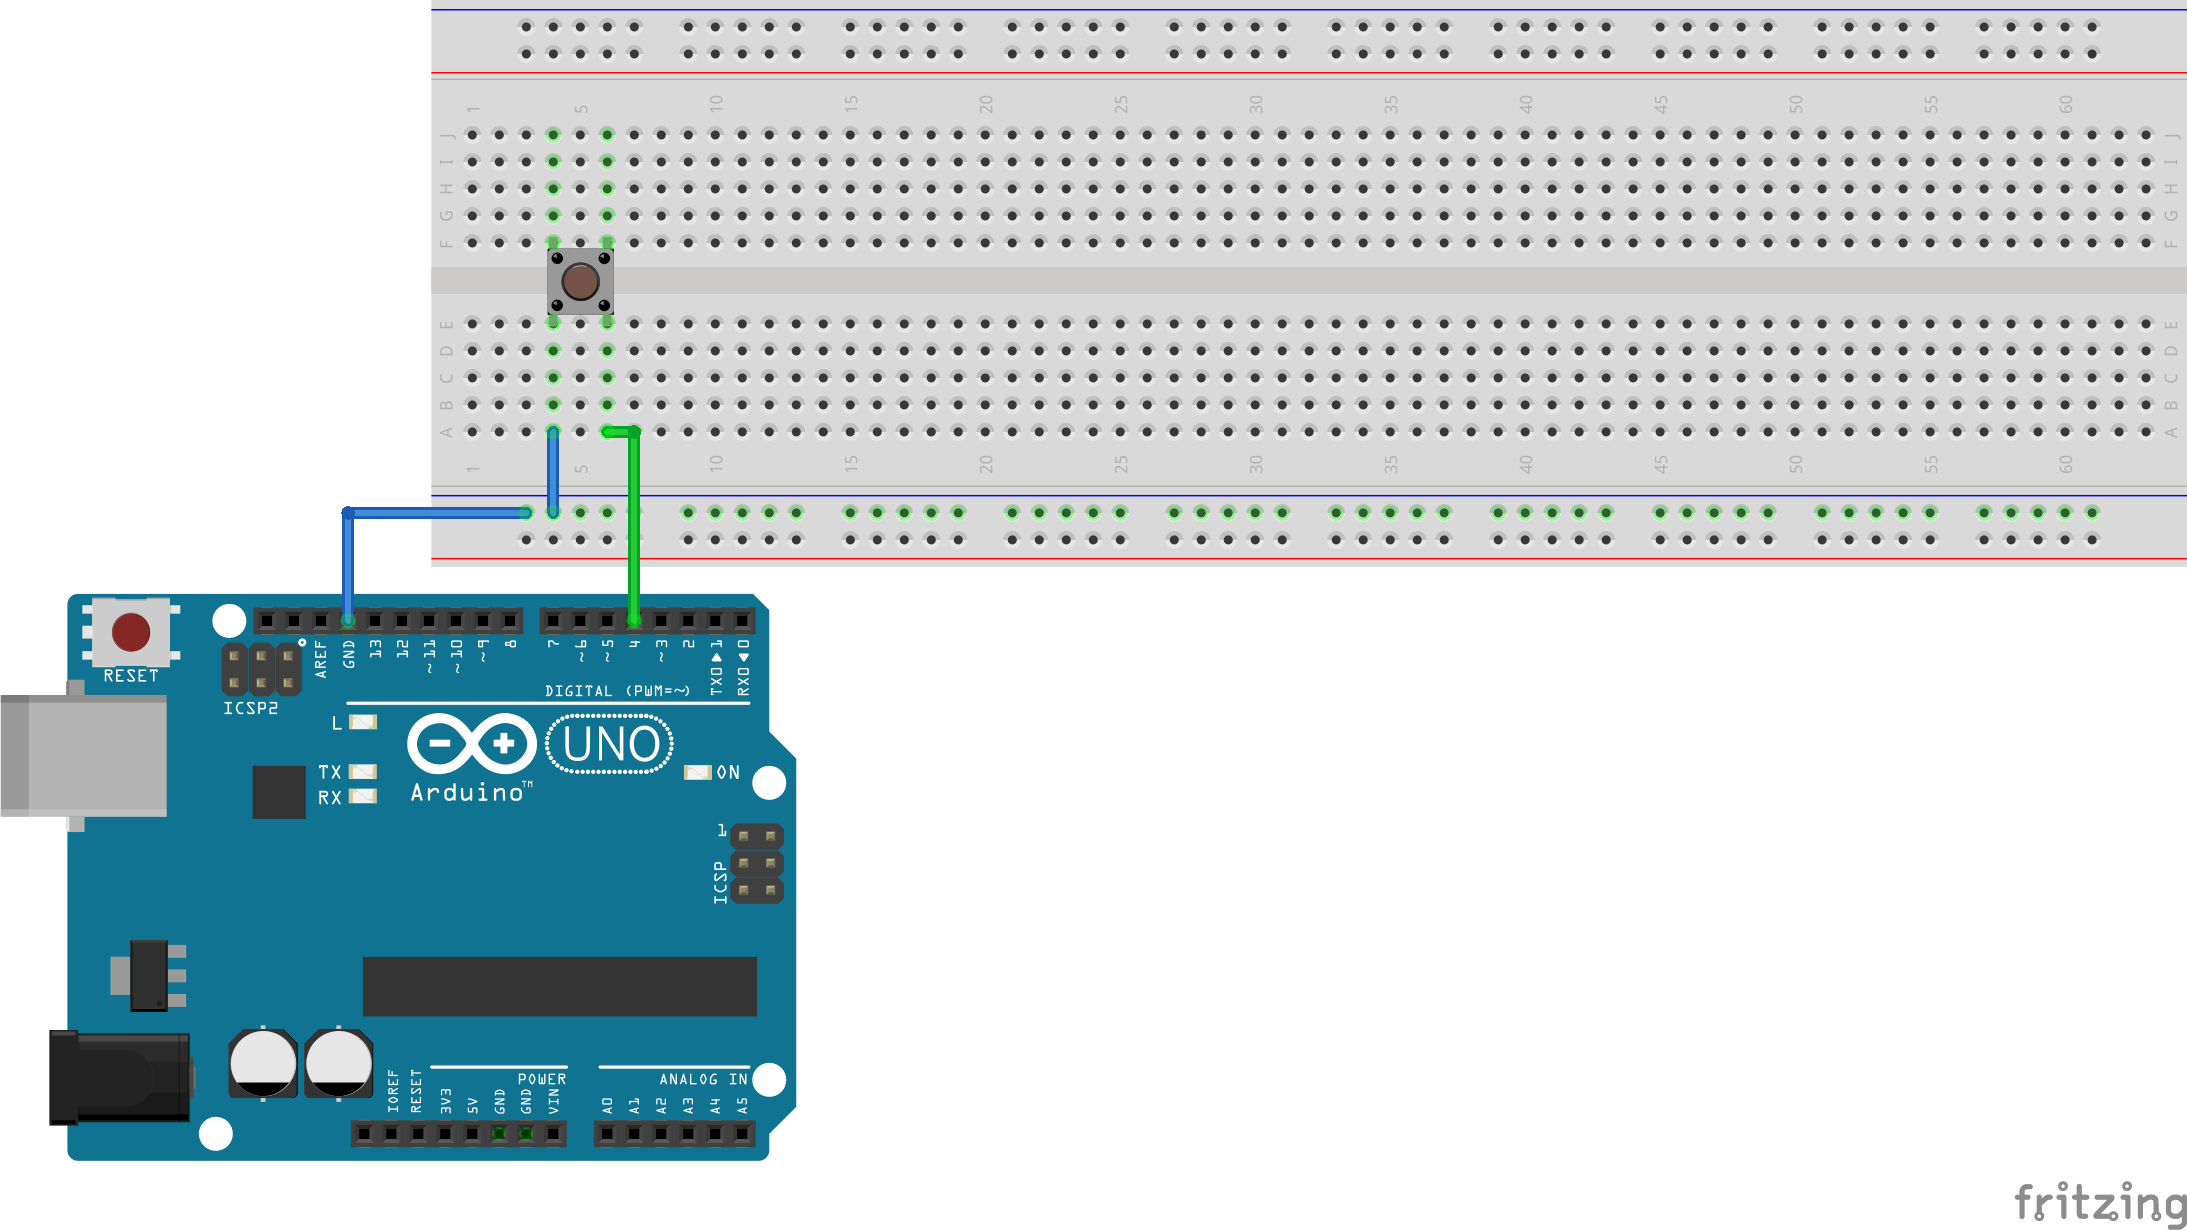 1 5 10 15 20 25 30 35 40 45 50 55 60
J J
I I
H H
G G
F F
E E
D D
C C
B B
A A
1 5 10 15 20 25 30 35 40 45 50 55 60
RESET
ICSP2
AREF
GND
13
12
~11
~10
~9
8
7
~6
~5
4
~3
2
TX0▶1
RX0◀0
DIGITAL (PWM=~)
L
TX
RX
UNO
Arduino™
ON
1
ICSP
IOREF
RESET
3V3
5V
GND
GND
VIN
POWER
A0
A1
A2
A3
A4
A5
ANALOG IN
fritzing